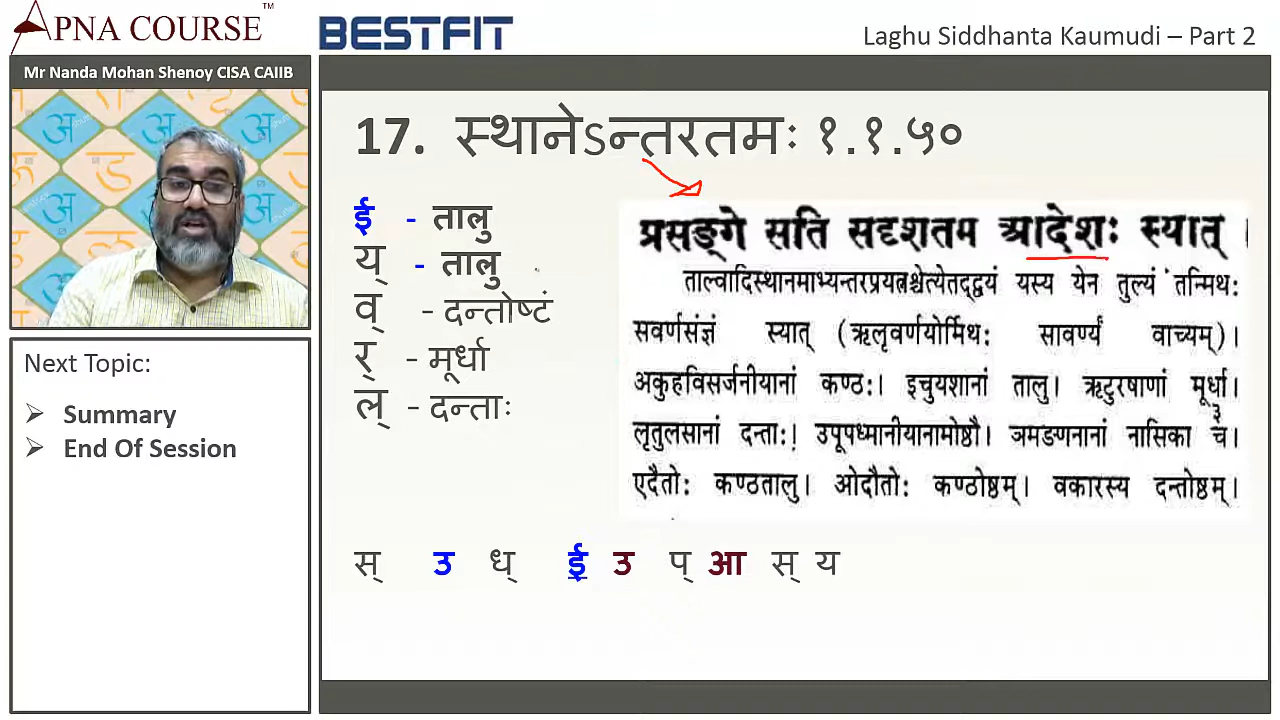 APNA COURSE™
BESTFIT
Laghu Siddhanta Kaumudi – Part 2
Mr Nanda Mohan Shenoy CISA CAIIB
Next Topic:
Summary
End Of Session
17. स्थानेऽन्तरतमः १.१.५०
ई - तालु
य् - तालु
व् - दन्तोष्टं
र् - मूर्धा
ल् - दन्ताः
प्रसङ्गे सति सदृशतम आदेशः स्यात् ।
ताल्वादिस्थानमाभ्यन्तरप्रयत्नश्चेत्येतद्द्वयं यस्य येन तुल्यं तन्मिथः
सवर्णसंज्ञं स्यात् (ऋलृवर्णयोर्मिथः सावर्ण्यं वाच्यम्)।
अकुहविसर्जनीयानां कण्ठः। इचुयशानां तालु। ऋटुरषाणां मूर्धा।
लृतुलसानां दन्ताः! उपूपध्मानीयानामोष्ठौ। ञमङणनानां नासिका च।
एदैतोः कण्ठतालु। ओदौतोः कण्ठोष्ठम्। वकारस्य दन्तोष्ठम्।
स् उ ध् ई उ प् आ स् य